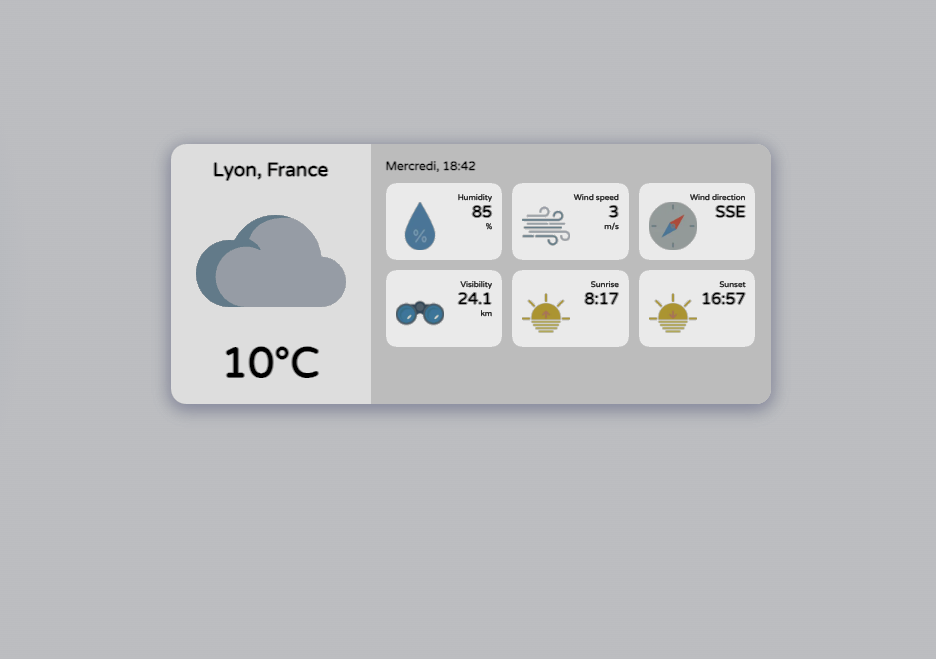 Lyon, France
10°C
Mercredi, 18:42
Humidity
85
%
%
Wind speed
3
m/s
Wind direction
SSE
Visibility
24.1
km
Sunrise
8:17
Sunset
16:57